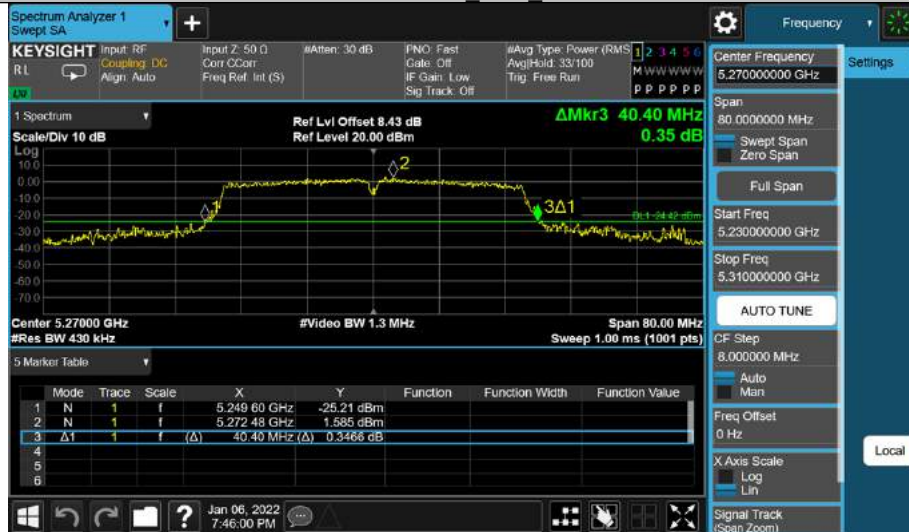 Spectrum Analyzer 1
Swept SA
Frequency
KEYSIGHT
RL
Input: RF
Coupling: DC
Align: Auto
Input Z: 50 Ω
Corr CCorr
Freq Ref: Int (S)
#Atten: 30 dB
PNO: Fast
Gate: Off
IF Gain: Low
Sig Track: Off
#Avg Type: Power (RMS
Avg|Hold: 33/100
Trig: Free Run
1 2 3 4 5 6
M W W W W W
P P P P P P
1 Spectrum
Scale/Div 10 dB
Ref Lvl Offset 8.43 dB
Ref Level 20.00 dBm
ΔMkr3 40.40 MHz
0.35 dB
Log
10.0
0.00
-10.0
-20.0
-30.0
-40.0
-50.0
-60.0
-70.0
2
1
3Δ1
DL1 -24.42 dBm
Center 5.27000 GHz
#Res BW 430 kHz
#Video BW 1.3 MHz
Span 80.00 MHz
Sweep 1.00 ms (1001 pts)
5 Marker Table
Mode Trace Scale X Y Function Function Width Function Value
1 N 1 f 5.249 60 GHz -25.21 dBm
2 N 1 f 5.272 48 GHz 1.585 dBm
3 Δ1 1 f (Δ) 40.40 MHz (Δ) 0.3466 dB
4
5
6
Jan 06, 2022
7:46:00 PM
Center Frequency
5.270000000 GHz
Span
80.0000000 MHz
Swept Span
Zero Span
Full Span
Start Freq
5.230000000 GHz
Stop Freq
5.310000000 GHz
AUTO TUNE
CF Step
8.000000 MHz
Auto
Man
Freq Offset
0 Hz
X Axis Scale
Log
Lin
Signal Track
(Span Zoom)
Settings
Local